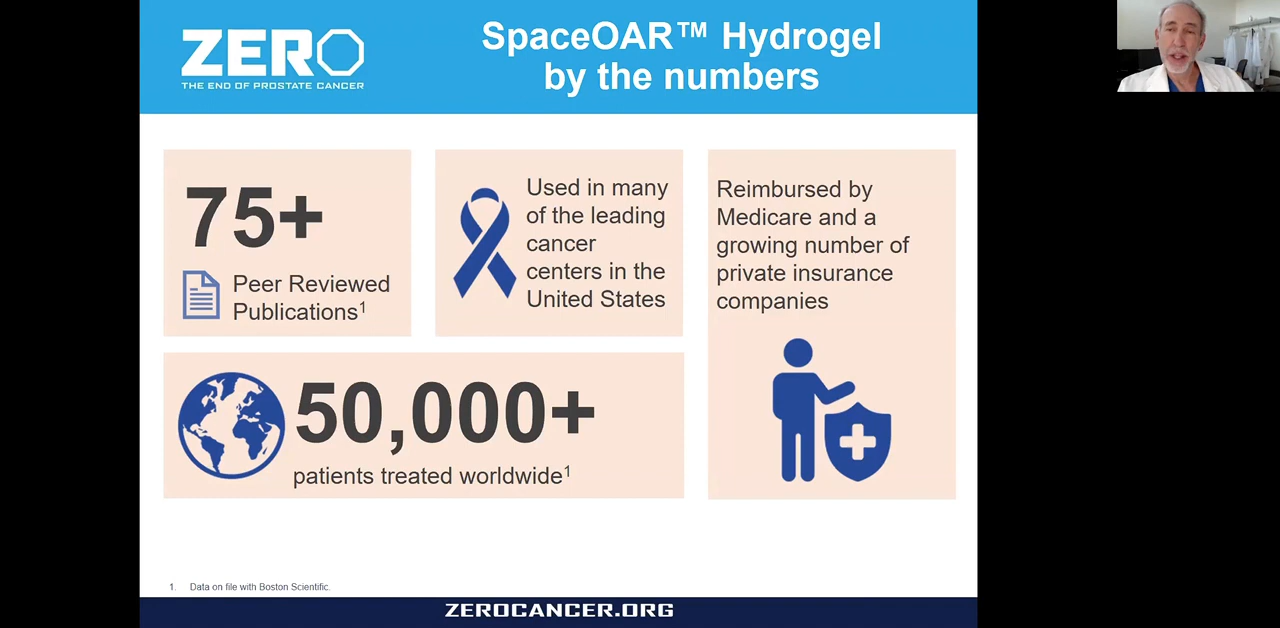 ZERO
THE END OF PROSTATE CANCER
SpaceOAR™ Hydrogel
by the numbers
75+
Peer Reviewed
Publications¹
Used in many
of the leading
cancer
centers in the
United States
Reimbursed by
Medicare and a
growing number of
private insurance
companies
50,000+
patients treated worldwide¹
1. Data on file with Boston Scientific.
ZEROCANCER.ORG